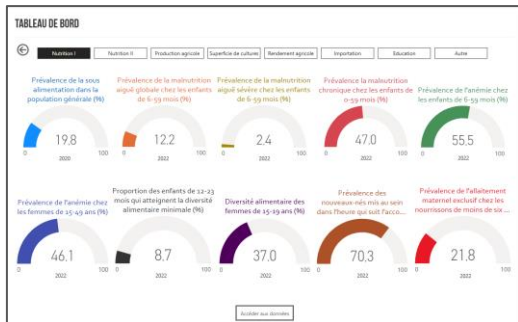 TABLEAU DE BORD
Nutrition I
Nutrition II
Production agricole
Superficie de cultures
Rendement agricole
Importation
Education
Autre
Prévalence de la sous
alimentation dans la
population générale (%)
19.8
0
100
2020
Prévalence de la malnutrition
aiguë globale chez les enfants
de 6-59 mois (%)
12.2
0
100
2022
Prévalence de la malnutrition
aiguë sévère chez les enfants
de 6-59 mois (%)
2.4
0
100
2022
Prévalence la malnutrition
chronique chez les enfants de
0-59 mois (%)
47.0
0
100
2022
Prévalence de l'anémie chez
les enfants de 6-59 mois (%)
55.5
0
100
2022
Prévalence de l'anémie chez
les femmes de 15-49 ans (%)
46.1
0
100
2022
Proportion des enfants de 12-23
mois qui atteignent la diversité
alimentaire minimale (%)
8.7
0
100
2022
Diversité alimentaire des
femmes de 15-29 ans (%)
37.0
0
100
2022
Prévalence des
nouveaux-nés mis au sein
dans l'heure qui suit l'acco...
70.3
0
100
2022
Prévalence de l'allaitement
maternel exclusif chez les
nourrissons de moins de six ...
21.8
0
100
2022
Accéder aux données